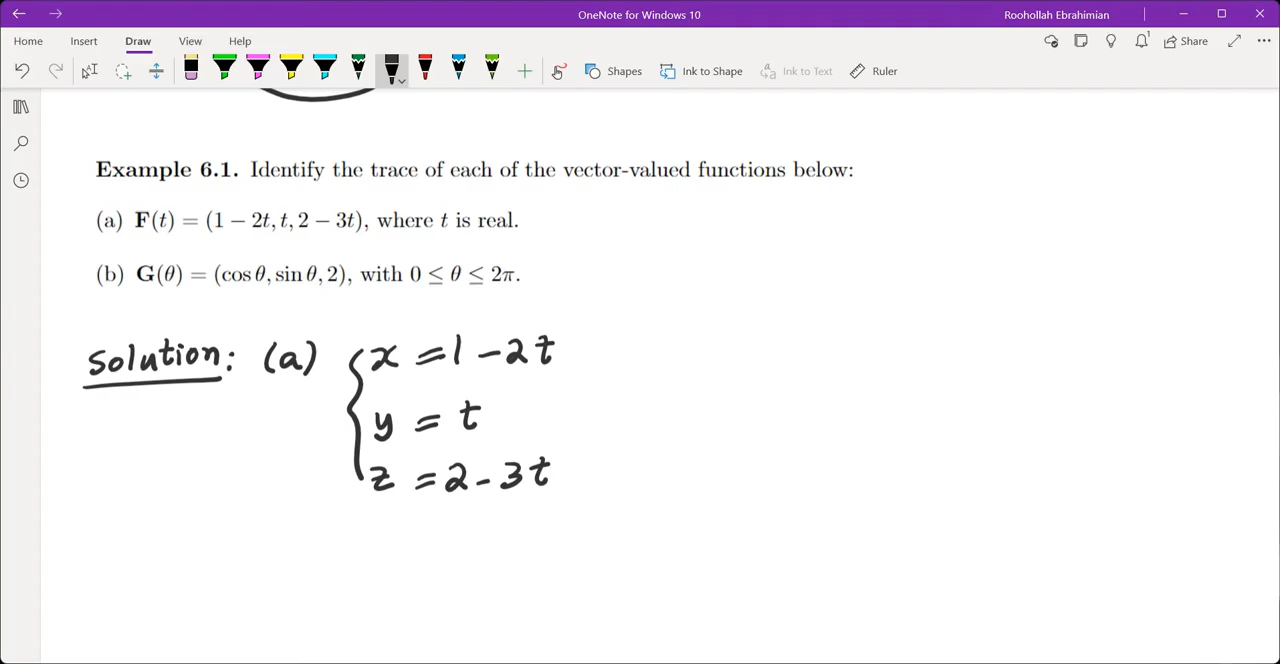 OneNote for Windows 10
Roohollah Ebrahimian
Home Insert Draw View Help
Share
Shapes Ink to Shape Ink to Text Ruler
Example 6.1. Identify the trace of each of the vector-valued functions below:
(a) F(t) = (1 − 2t, t, 2 − 3t), where t is real.
(b) G(θ) = (cos θ, sin θ, 2), with 0 ≤ θ ≤ 2π.
Solution: (a) { x = 1 - 2t
y = t
z = 2 - 3t